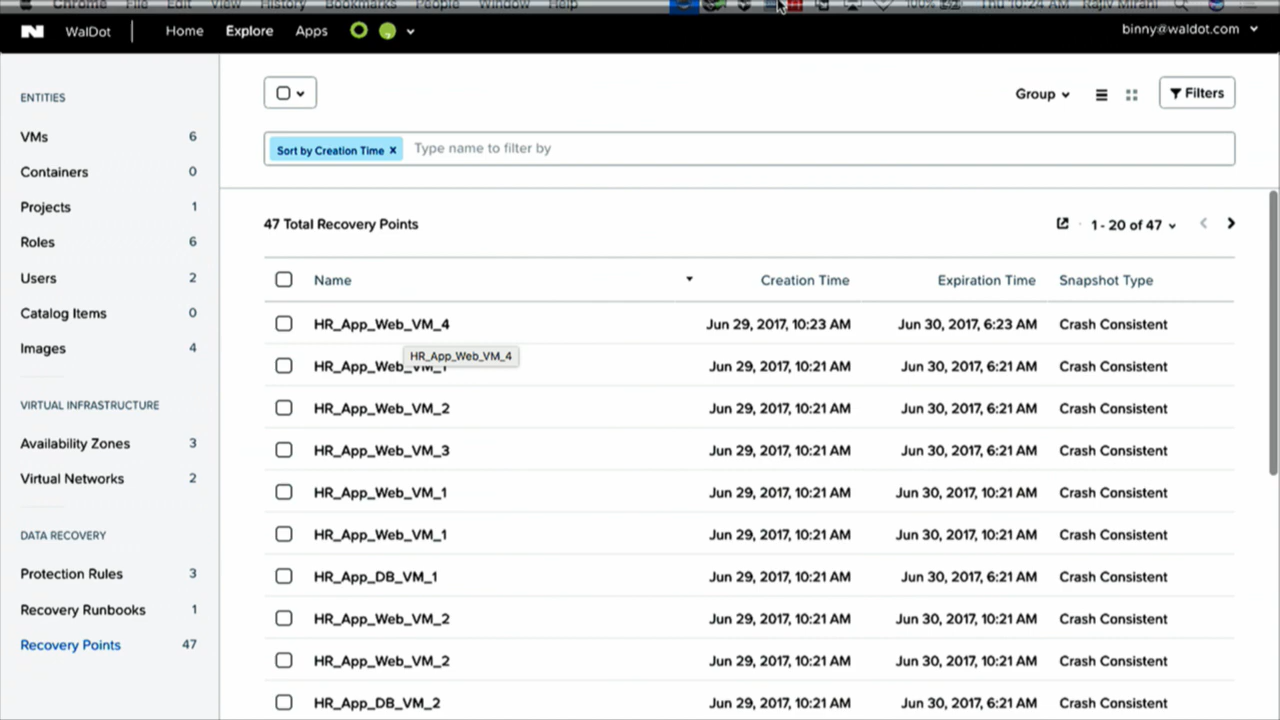 Chrome File Edit View History Bookmarks People Window Help 100% Thu 10:24 AM Rajiv Mirani
N WalDot Home Explore Apps binny@waldot.com
ENTITIES
VMs 6
Containers 0
Projects 1
Roles 6
Users 2
Catalog Items 0
Images 4
VIRTUAL INFRASTRUCTURE
Availability Zones 3
Virtual Networks 2
DATA RECOVERY
Protection Rules 3
Recovery Runbooks 1
Recovery Points 47
Group Filters
Sort by Creation Time x Type name to filter by
47 Total Recovery Points 1 - 20 of 47
Name Creation Time Expiration Time Snapshot Type
HR_App_Web_VM_4 Jun 29, 2017, 10:23 AM Jun 30, 2017, 6:23 AM Crash Consistent
HR_App_Web_VM_4
HR_App_Web_VM_1 Jun 29, 2017, 10:21 AM Jun 30, 2017, 6:21 AM Crash Consistent
HR_App_Web_VM_2 Jun 29, 2017, 10:21 AM Jun 30, 2017, 6:21 AM Crash Consistent
HR_App_Web_VM_3 Jun 29, 2017, 10:21 AM Jun 30, 2017, 6:21 AM Crash Consistent
HR_App_Web_VM_1 Jun 29, 2017, 10:21 AM Jun 30, 2017, 10:21 AM Crash Consistent
HR_App_Web_VM_1 Jun 29, 2017, 10:21 AM Jun 30, 2017, 10:21 AM Crash Consistent
HR_App_DB_VM_1 Jun 29, 2017, 10:21 AM Jun 30, 2017, 6:21 AM Crash Consistent
HR_App_Web_VM_2 Jun 29, 2017, 10:21 AM Jun 30, 2017, 10:21 AM Crash Consistent
HR_App_Web_VM_2 Jun 29, 2017, 10:21 AM Jun 30, 2017, 10:21 AM Crash Consistent
HR_App_DB_VM_2 Jun 29, 2017, 10:21 AM Jun 30, 2017, 6:21 AM Crash Consistent